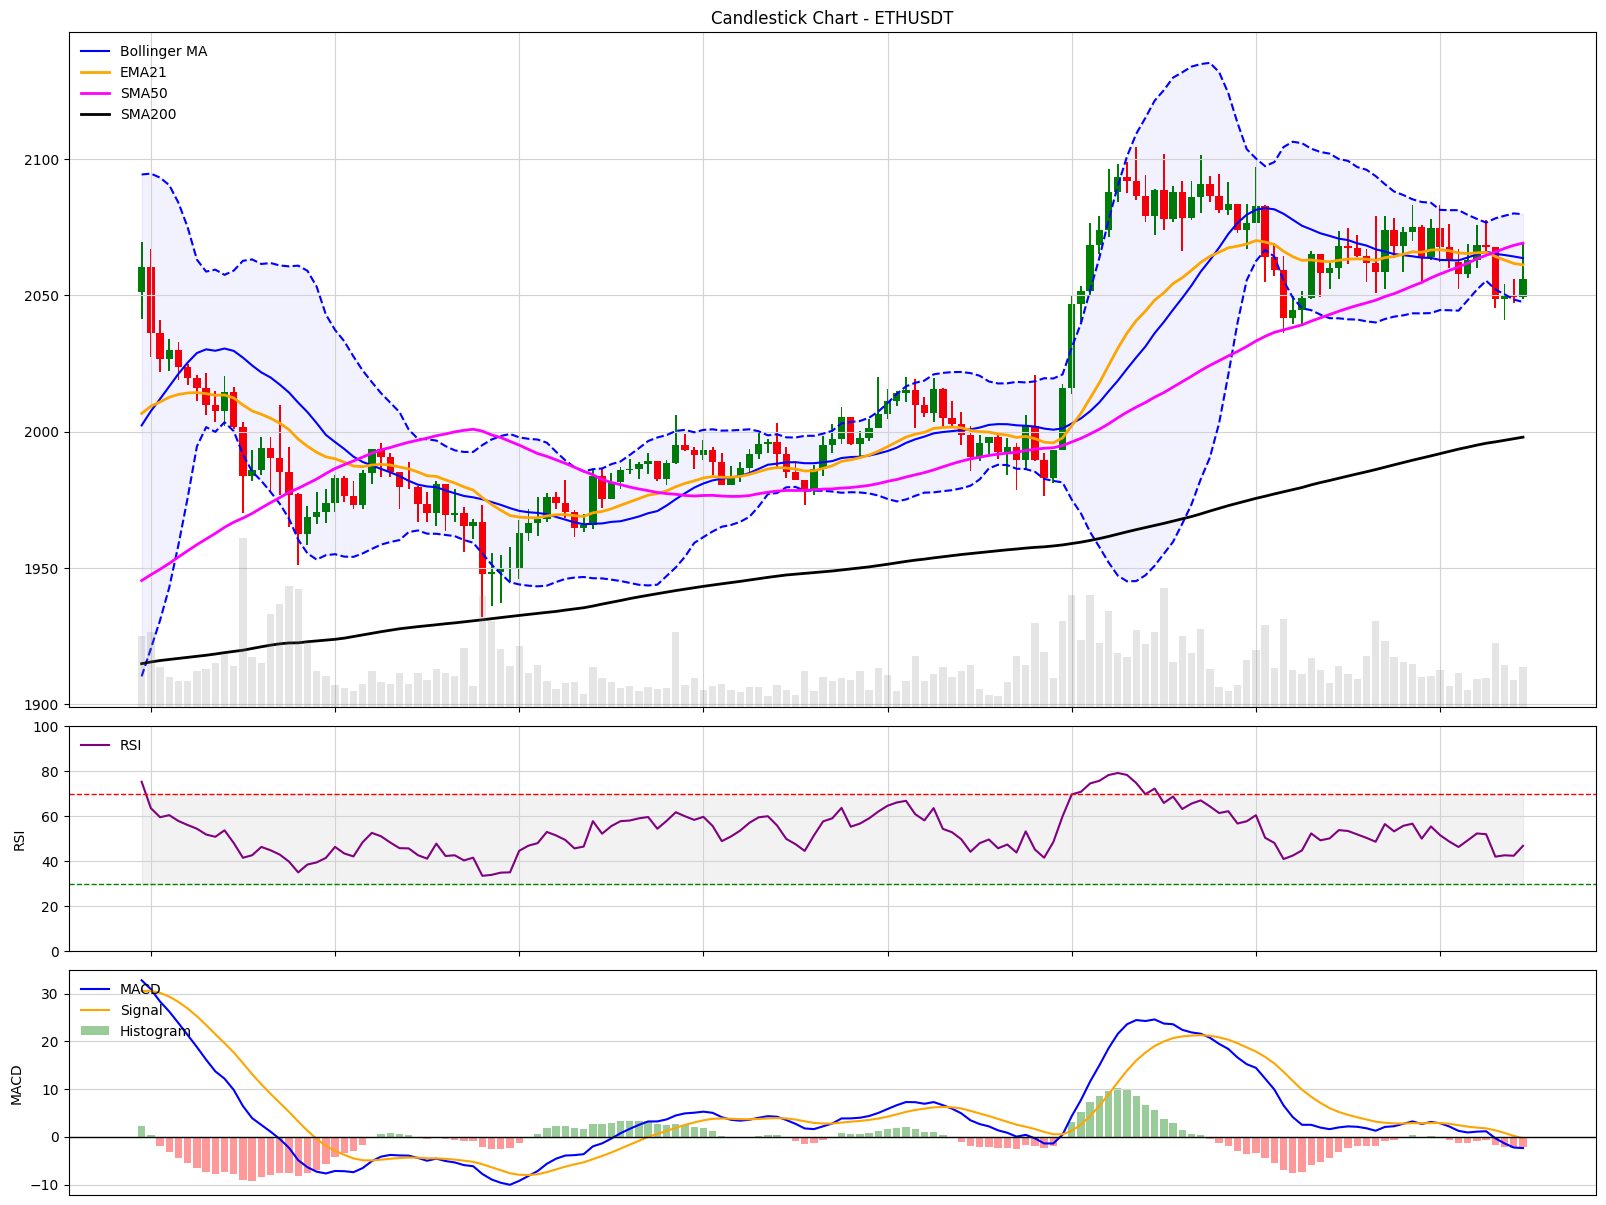 Candlestick Chart - ETHUSDT
Bollinger MA
EMA21
SMA50
SMA200
2100
2050
2000
1950
1900
100
RSI
80
60
RSI
40
20
0
MACD
30
Signal
Histogram
20
MACD
10
0
−10